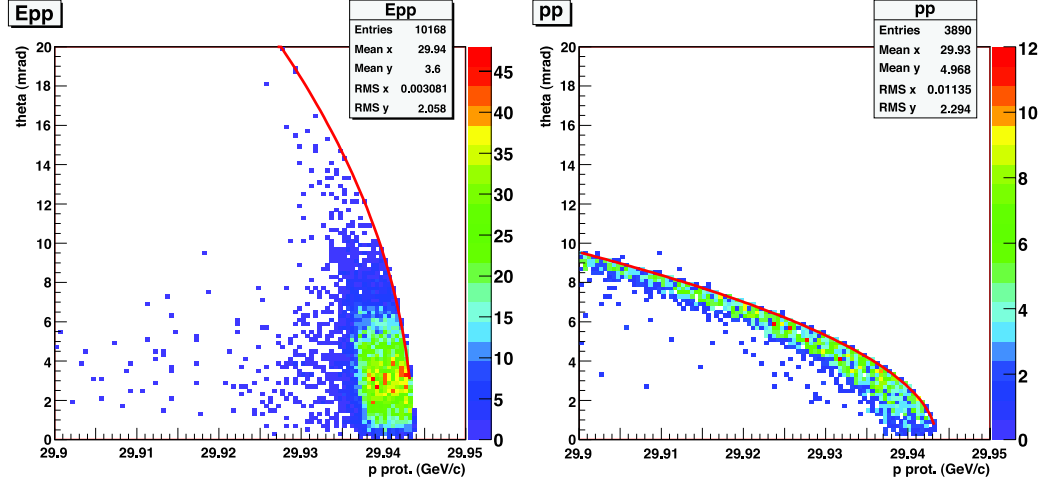 Epp
Epp
Entries 10168
Mean x 29.94
Mean y 3.6
RMS x 0.003081
RMS y 2.058
theta (mrad)
20
18
16
14
12
10
8
6
4
2
0
29.9 29.91 29.92 29.93 29.94 29.95
p prot. (GeV/c)
45
40
35
30
25
20
15
10
5
0
pp
pp
Entries 3890
Mean x 29.93
Mean y 4.968
RMS x 0.01135
RMS y 2.294
theta (mrad)
20
18
16
14
12
10
8
6
4
2
0
29.9 29.91 29.92 29.93 29.94 29.95
p prot. (GeV/c)
12
10
8
6
4
2
0